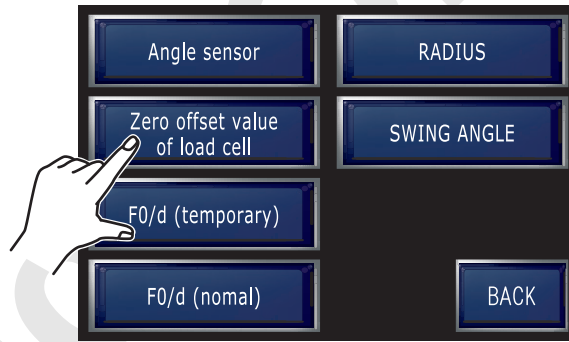 Angle sensor
RADIUS
Zero offset value
of load cell
SWING ANGLE
F0/d (temporary)
F0/d (nomal)
BACK